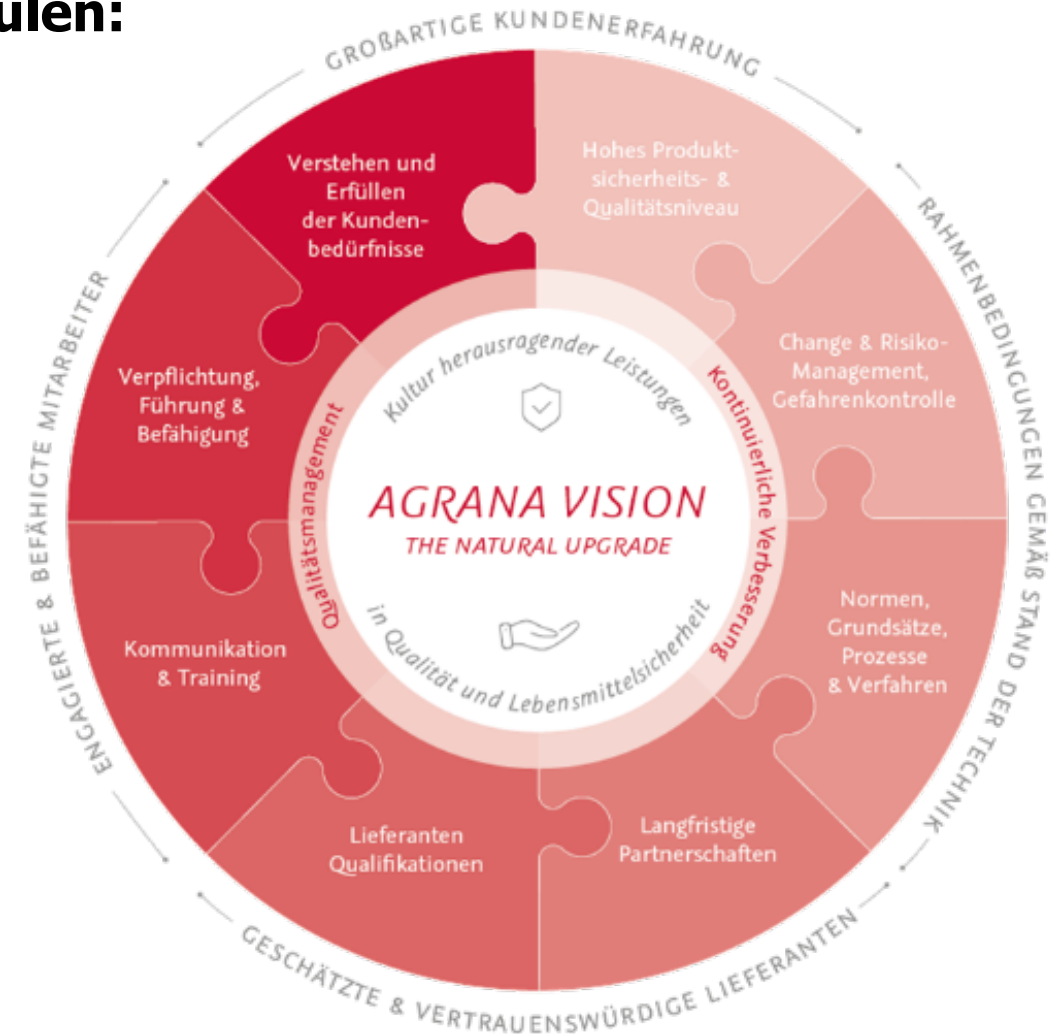 ulen:
GROßARTIGE KUNDENERFAHRUNG
Verstehen und
Erfüllen
der Kunden-
bedürfnisse
Hohes Produkt-
sicherheits- &
Qualitätsniveau
RAHMENBEDINGUNGEN GEMÄß STAND DER TECHNIK
Change & Risiko-
Management,
Gefahrenkontrolle
Normen,
Grundsätze,
Prozesse
& Verfahren
GESCHÄTZTE & VERTRAUENSWÜRDIGE LIEFERANTEN
Langfristige
Partnerschaften
Lieferanten
Qualifikationen
ENGAGIERTE & BEFÄHIGTE MITARBEITER
Kommunikation
& Training
Verpflichtung,
Führung &
Befähigung
Qualitätsmanagement
Kontinuierliche Verbesserung
Kultur herausragender Leistungen
AGRANA VISION
THE NATURAL UPGRADE
in Qualität und Lebensmittelsicherheit